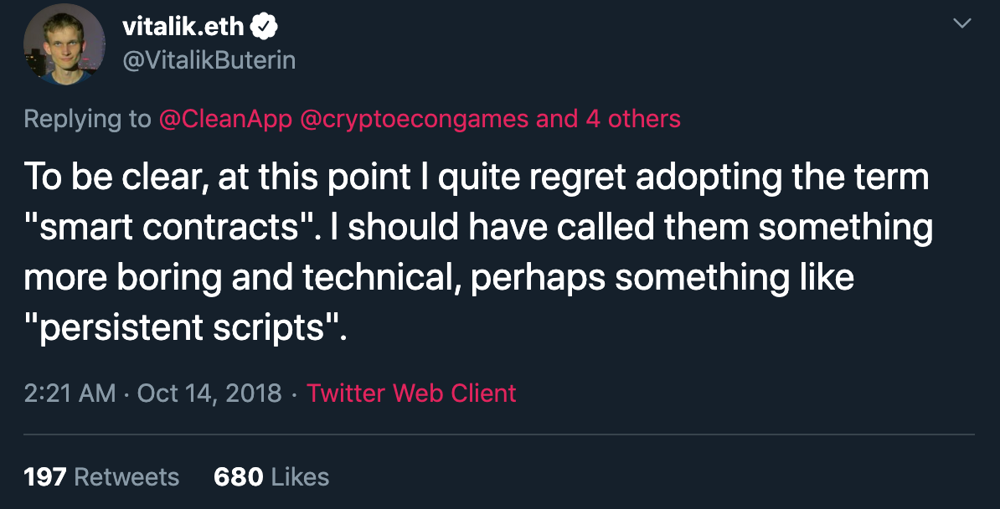 vitalik.eth
@VitalikButerin
Replying to @CleanApp @cryptoecongames and 4 others
To be clear, at this point I quite regret adopting the term
"smart contracts". I should have called them something
more boring and technical, perhaps something like
"persistent scripts".
2:21 AM · Oct 14, 2018 · Twitter Web Client
197 Retweets 680 Likes